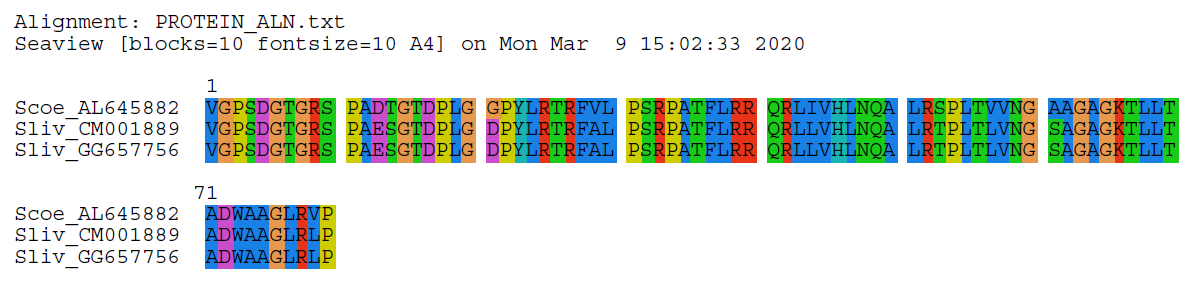 Alignment: PROTEIN_ALN.txt
Seaview [blocks=10 fontsize=10 A4] on Mon Mar  9 15:02:33 2020
1
Scoe_AL645882 VGPSDGTGRS PADTGTDPLG GPYLRTRFVL PSRPATFLRR QRLIVHLNQA LRSPLTVVNG AAGAGKTLLT
Sliv_CM001889 VGPSDGTGRS PAESGTDPLG DPYLRTRFAL PSRPATFLRR QRLLVHLNQA LRTPLTLVNG SAGAGKTLLT
Sliv_GG657756 VGPSDGTGRS PAESGTDPLG DPYLRTRFAL PSRPATFLRR QRLLVHLNQA LRTPLTLVNG SAGAGKTLLT
71
Scoe_AL645882 ADWAAGLRVP
Sliv_CM001889 ADWAAGLRLP
Sliv_GG657756 ADWAAGLRLP